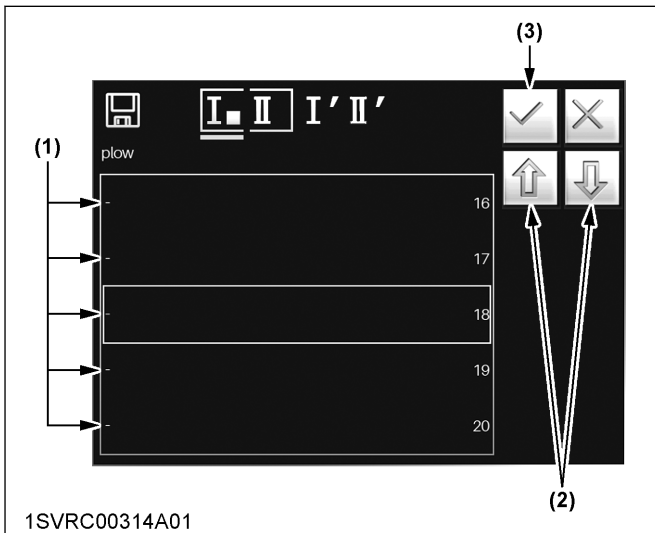 (3)
I II I′ II′
(1)
plow
- 16
- 17
- 18
- 19
- 20
(2)
1SVRC00314A01